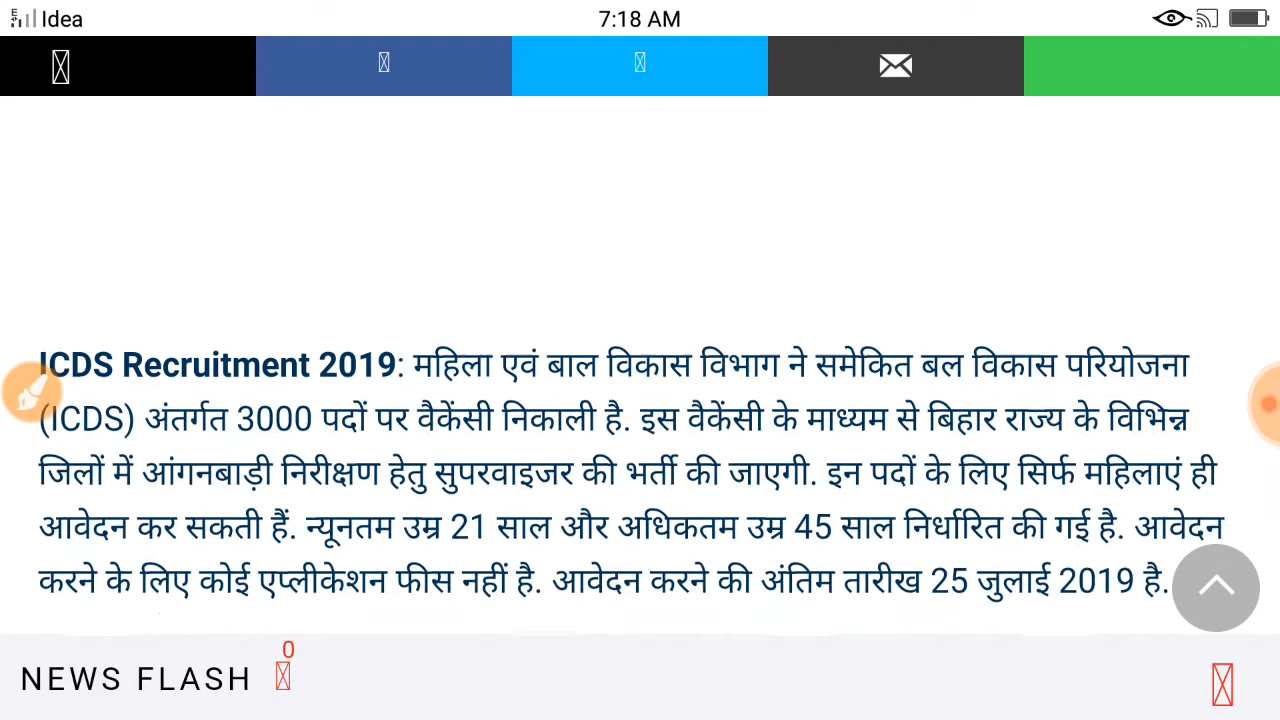 Idea
7:18 AM
ICDS Recruitment 2019: महिला एवं बाल विकास विभाग ने समेकित बल विकास परियोजना
(ICDS) अंतर्गत 3000 पदों पर वैकेंसी निकाली है. इस वैकेंसी के माध्यम से बिहार राज्य के विभिन्न
जिलों में आंगनबाड़ी निरीक्षण हेतु सुपरवाइजर की भर्ती की जाएगी. इन पदों के लिए सिर्फ महिलाएं ही
आवेदन कर सकती हैं. न्यूनतम उम्र 21 साल और अधिकतम उम्र 45 साल निर्धारित की गई है. आवेदन
करने के लिए कोई एप्लीकेशन फीस नहीं है. आवेदन करने की अंतिम तारीख 25 जुलाई 2019 है.
0
NEWS FLASH